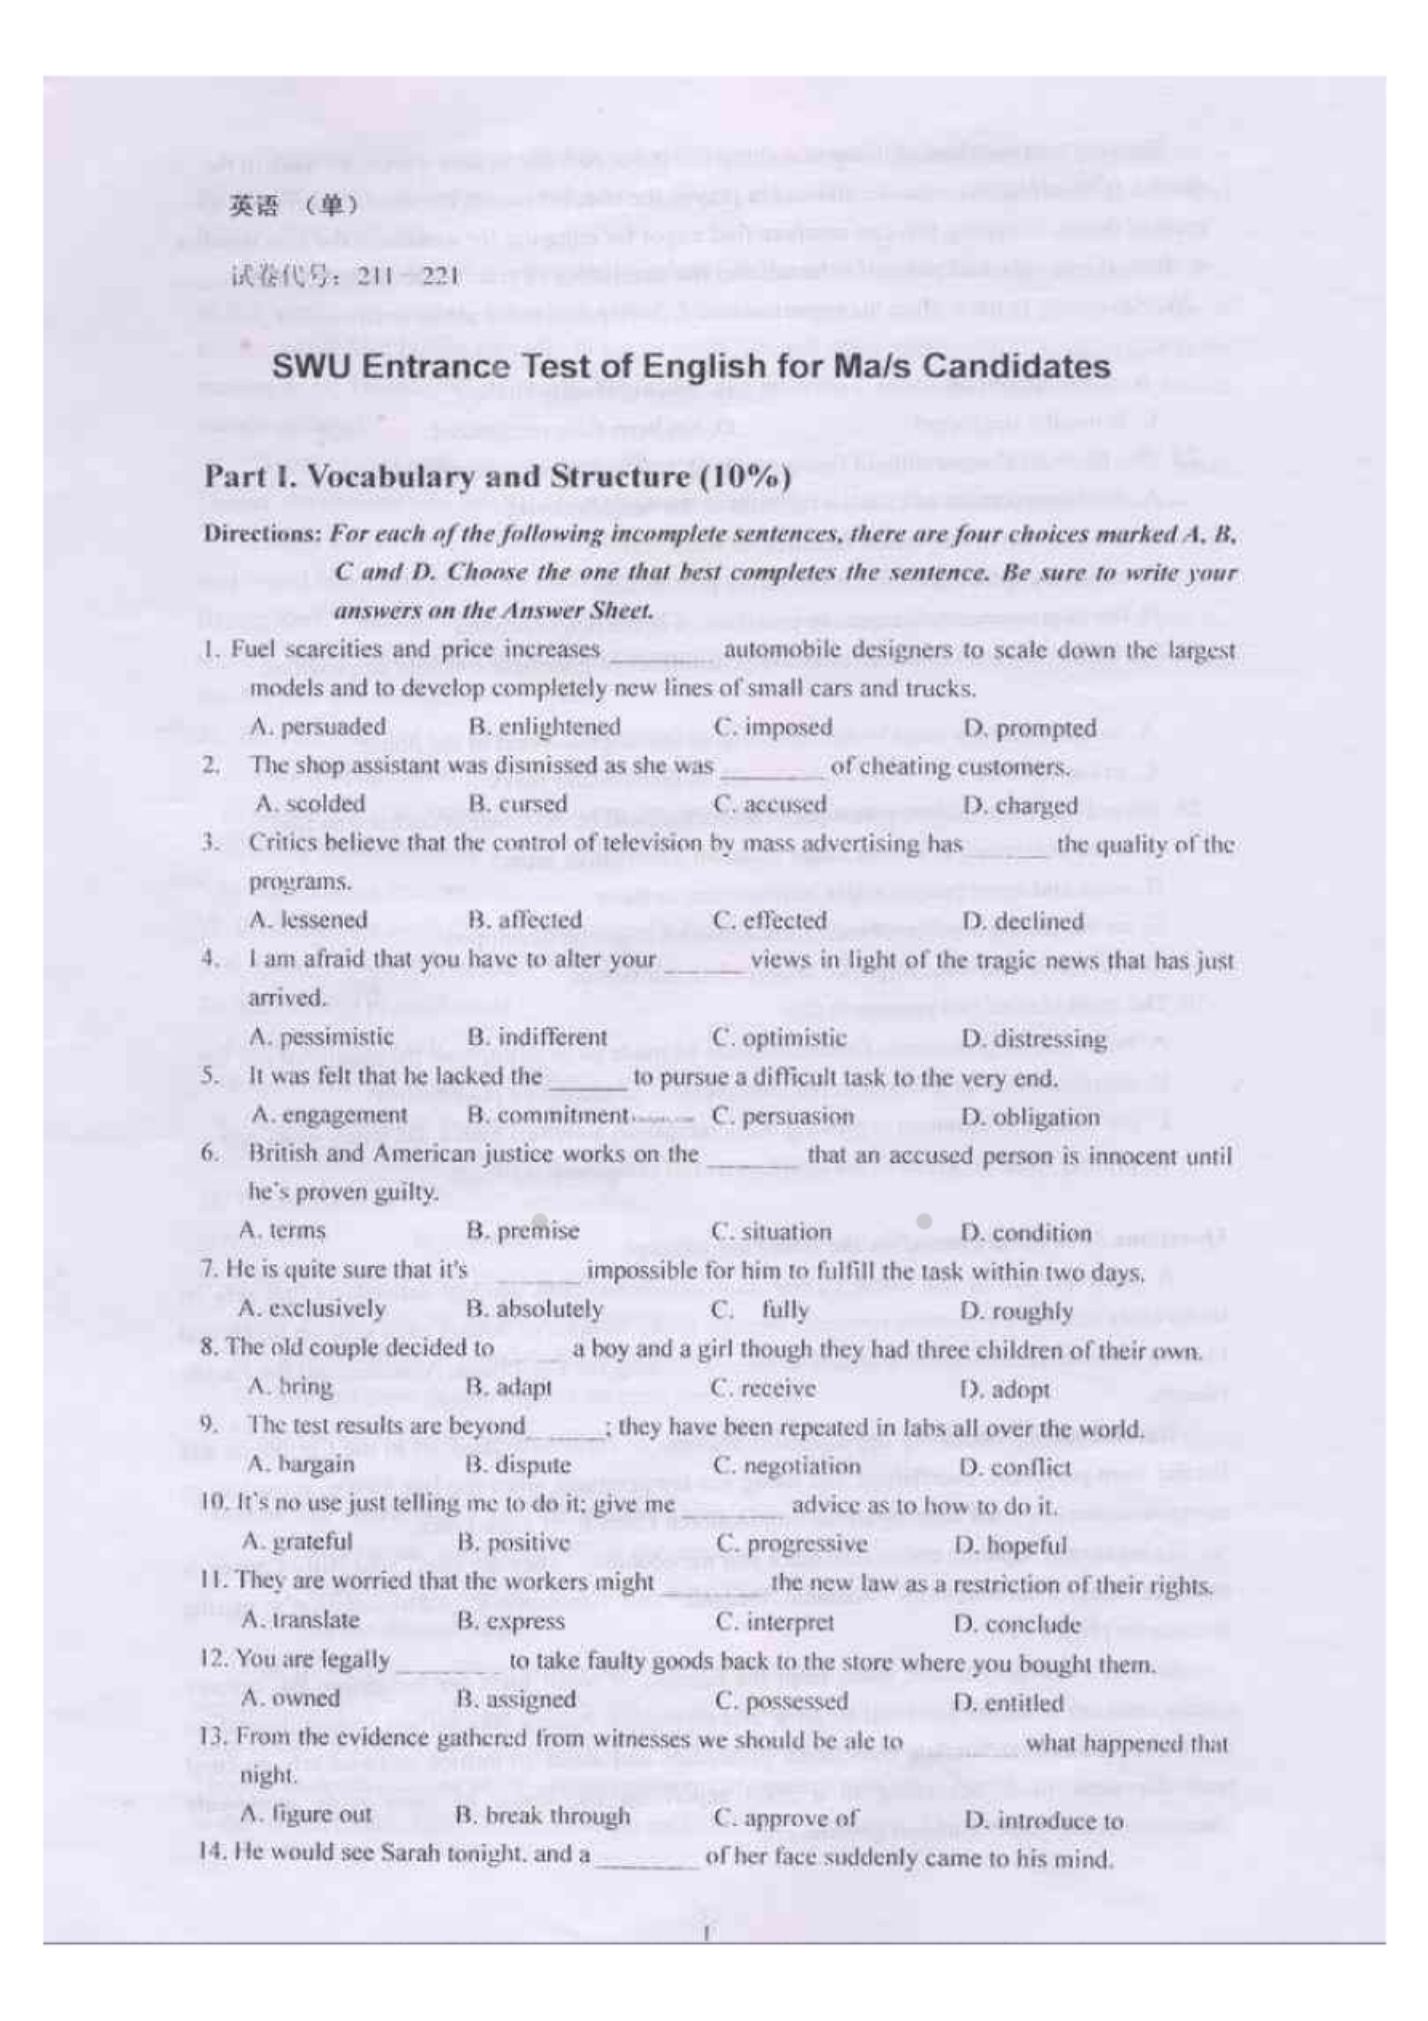 英语 （单）
试卷代号：211 221
SWU Entrance Test of English for Ma/s Candidates
Part I. Vocabulary and Structure (10%)
Directions: For each of the following incomplete sentences, there are four choices marked A, B,
C and D. Choose the one that best completes the sentence. Be sure to write your
answers on the Answer Sheet.
1. Fuel scarcities and price increases ________ automobile designers to scale down the largest
models and to develop completely new lines of small cars and trucks.
A. persuaded B. enlightened C. imposed D. prompted
2. The shop assistant was dismissed as she was ________ of cheating customers.
A. scolded B. cursed C. accused D. charged
3. Critics believe that the control of television by mass advertising has ______ the quality of the
programs.
A. lessened B. affected C. effected D. declined
4. I am afraid that you have to alter your ______ views in light of the tragic news that has just
arrived.
A. pessimistic B. indifferent C. optimistic D. distressing
5. It was felt that he lacked the ______ to pursue a difficult task to the very end.
A. engagement B. commitment C. persuasion D. obligation
6. British and American justice works on the _______ that an accused person is innocent until
he's proven guilty.
A. terms B. premise C. situation D. condition
7. He is quite sure that it's ________ impossible for him to fulfill the task within two days.
A. exclusively B. absolutely C. fully D. roughly
8. The old couple decided to ______ a boy and a girl though they had three children of their own.
A. bring B. adapt C. receive D. adopt
9. The test results are beyond ______; they have been repeated in labs all over the world.
A. bargain B. dispute C. negotiation D. conflict
10. It's no use just telling me to do it; give me ________ advice as to how to do it.
A. grateful B. positive C. progressive D. hopeful
11. They are worried that the workers might ________ the new law as a restriction of their rights.
A. translate B. express C. interpret D. conclude
12. You are legally ________ to take faulty goods back to the store where you bought them.
A. owned B. assigned C. possessed D. entitled
13. From the evidence gathered from witnesses we should be ale to ________ what happened that
night.
A. figure out B. break through C. approve of D. introduce to
14. He would see Sarah tonight. and a ________ of her face suddenly came to his mind.
1